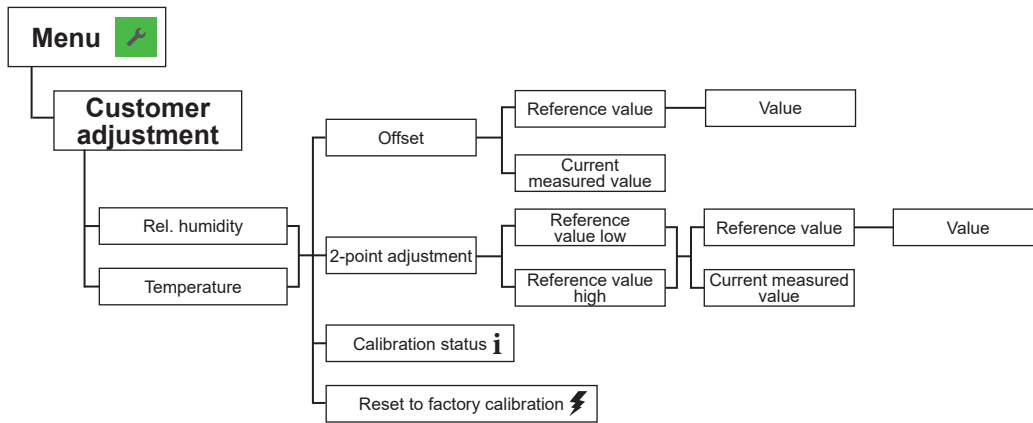 Menu
Customer
adjustment
Rel. humidity
Temperature
Offset
Reference value
Value
Current
measured value
2-point adjustment
Reference
value low
Reference value
high
Reference value
Value
Current measured
value
Calibration status i
Reset to factory calibration